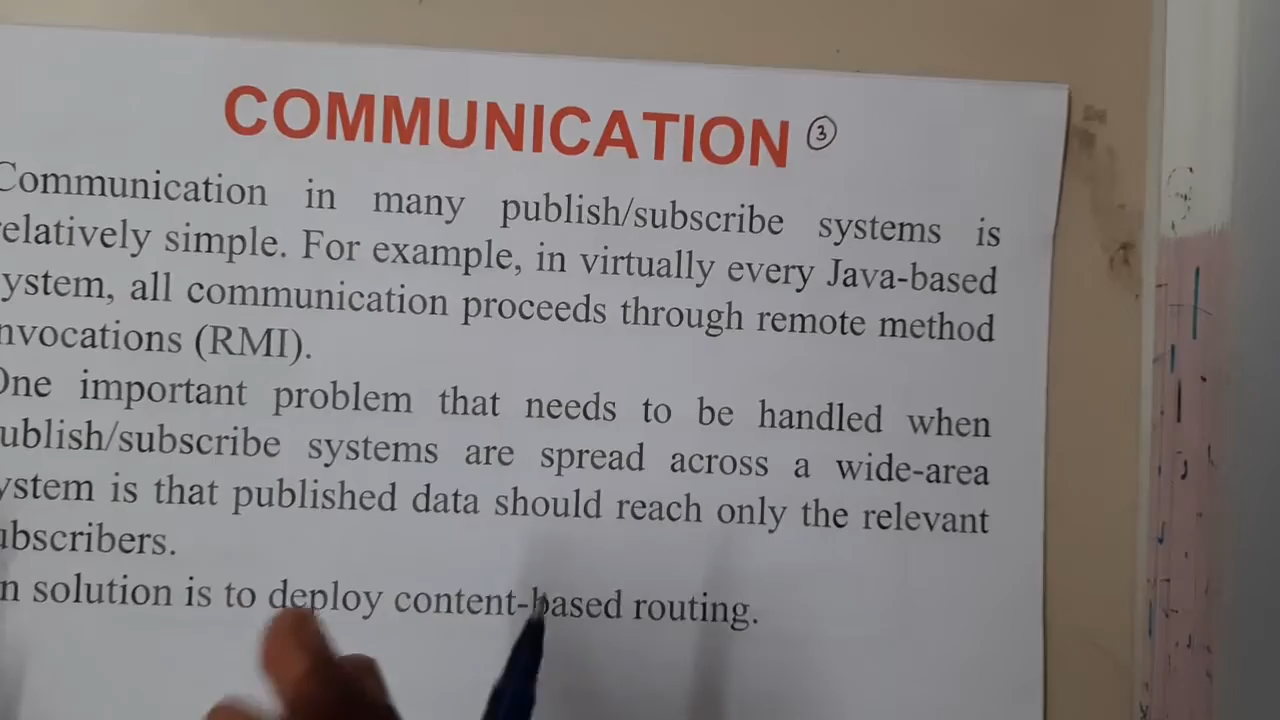 COMMUNICATION 3
Communication in many publish/subscribe systems is
relatively simple. For example, in virtually every Java-based
ystem, all communication proceeds through remote method
nvocations (RMI).
One important problem that needs to be handled when
ublish/subscribe systems are spread across a wide-area
ystem is that published data should reach only the relevant
ubscribers.
n solution is to deploy content-based routing.